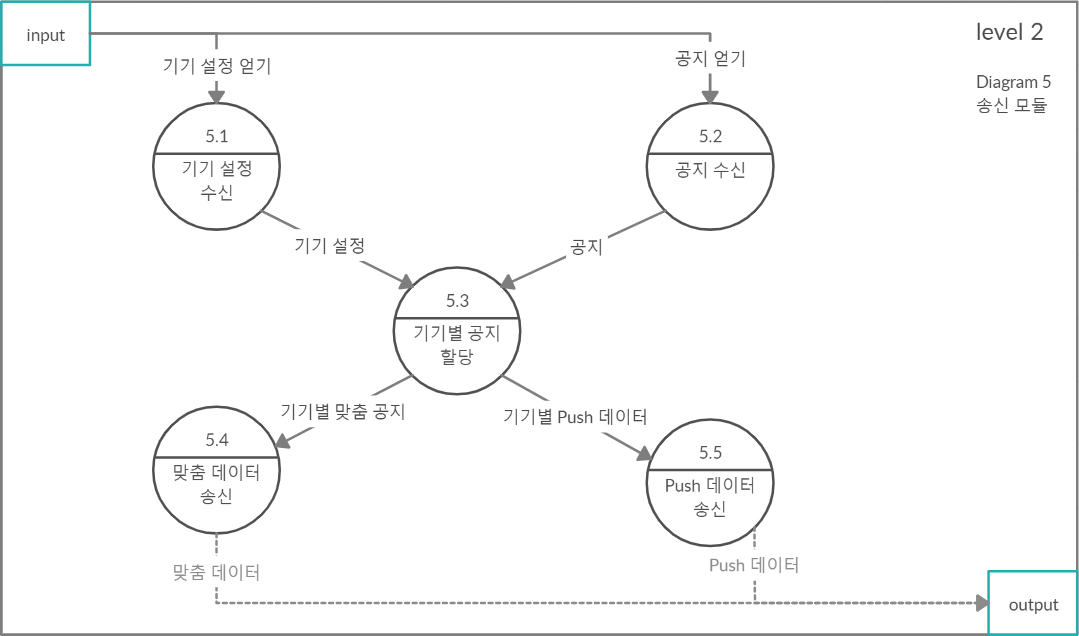 input
level 2
Diagram 5
송신 모듈
기기 설정 얻기
공지 얻기
5.1
기기 설정
수신
5.2
공지 수신
기기 설정
공지
5.3
기기별 공지
할당
기기별 맞춤 공지
기기별 Push 데이터
5.4
맞춤 데이터
송신
5.5
Push 데이터
송신
맞춤 데이터
Push 데이터
output